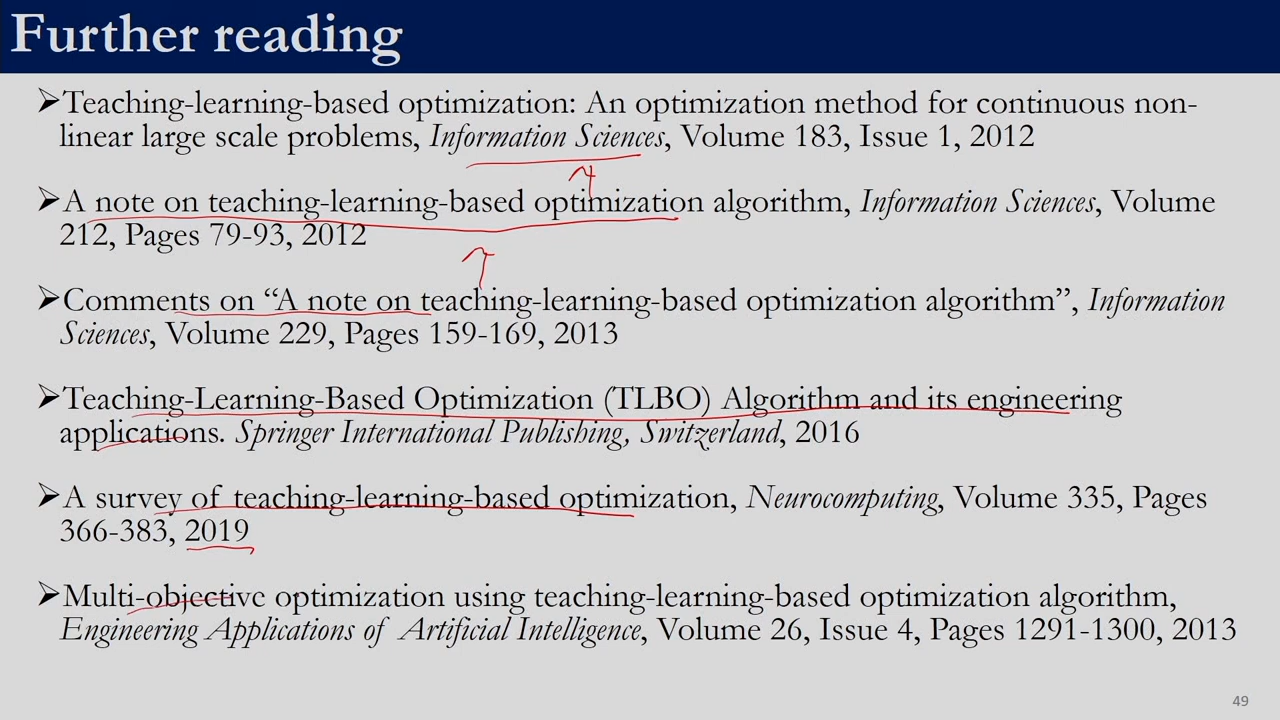 Further reading
➢Teaching-learning-based optimization: An optimization method for continuous non-
linear large scale problems, Information Sciences, Volume 183, Issue 1, 2012
➢A note on teaching-learning-based optimization algorithm, Information Sciences, Volume
212, Pages 79-93, 2012
➢Comments on “A note on teaching-learning-based optimization algorithm”, Information
Sciences, Volume 229, Pages 159-169, 2013
➢Teaching-Learning-Based Optimization (TLBO) Algorithm and its engineering
applications. Springer International Publishing, Switzerland, 2016
➢A survey of teaching-learning-based optimization, Neurocomputing, Volume 335, Pages
366-383, 2019
➢Multi-objective optimization using teaching-learning-based optimization algorithm,
Engineering Applications of Artificial Intelligence, Volume 26, Issue 4, Pages 1291-1300, 2013
49